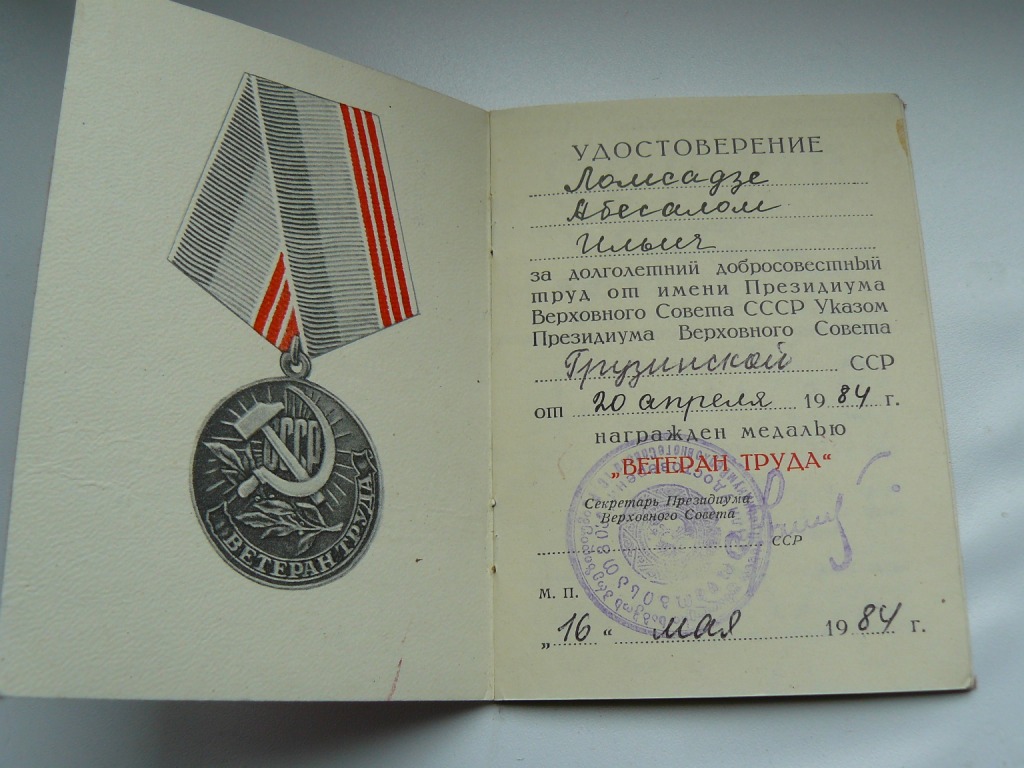 СССР
ВЕТЕРАН ТРУДА
УДОСТОВЕРЕНИЕ
Ломсадзе
Абесалом
Ильич
за долголетний добросовестный
труд от имени Президиума
Верховного Совета СССР Указом
Президиума Верховного Совета
Грузинской ССР
от 20 апреля 1984 г.
награжден медалью
„ВЕТЕРАН ТРУДА“
Секретарь Президиума
Верховного Совета
ССР
М. П.
„16“ мая 1984 г.